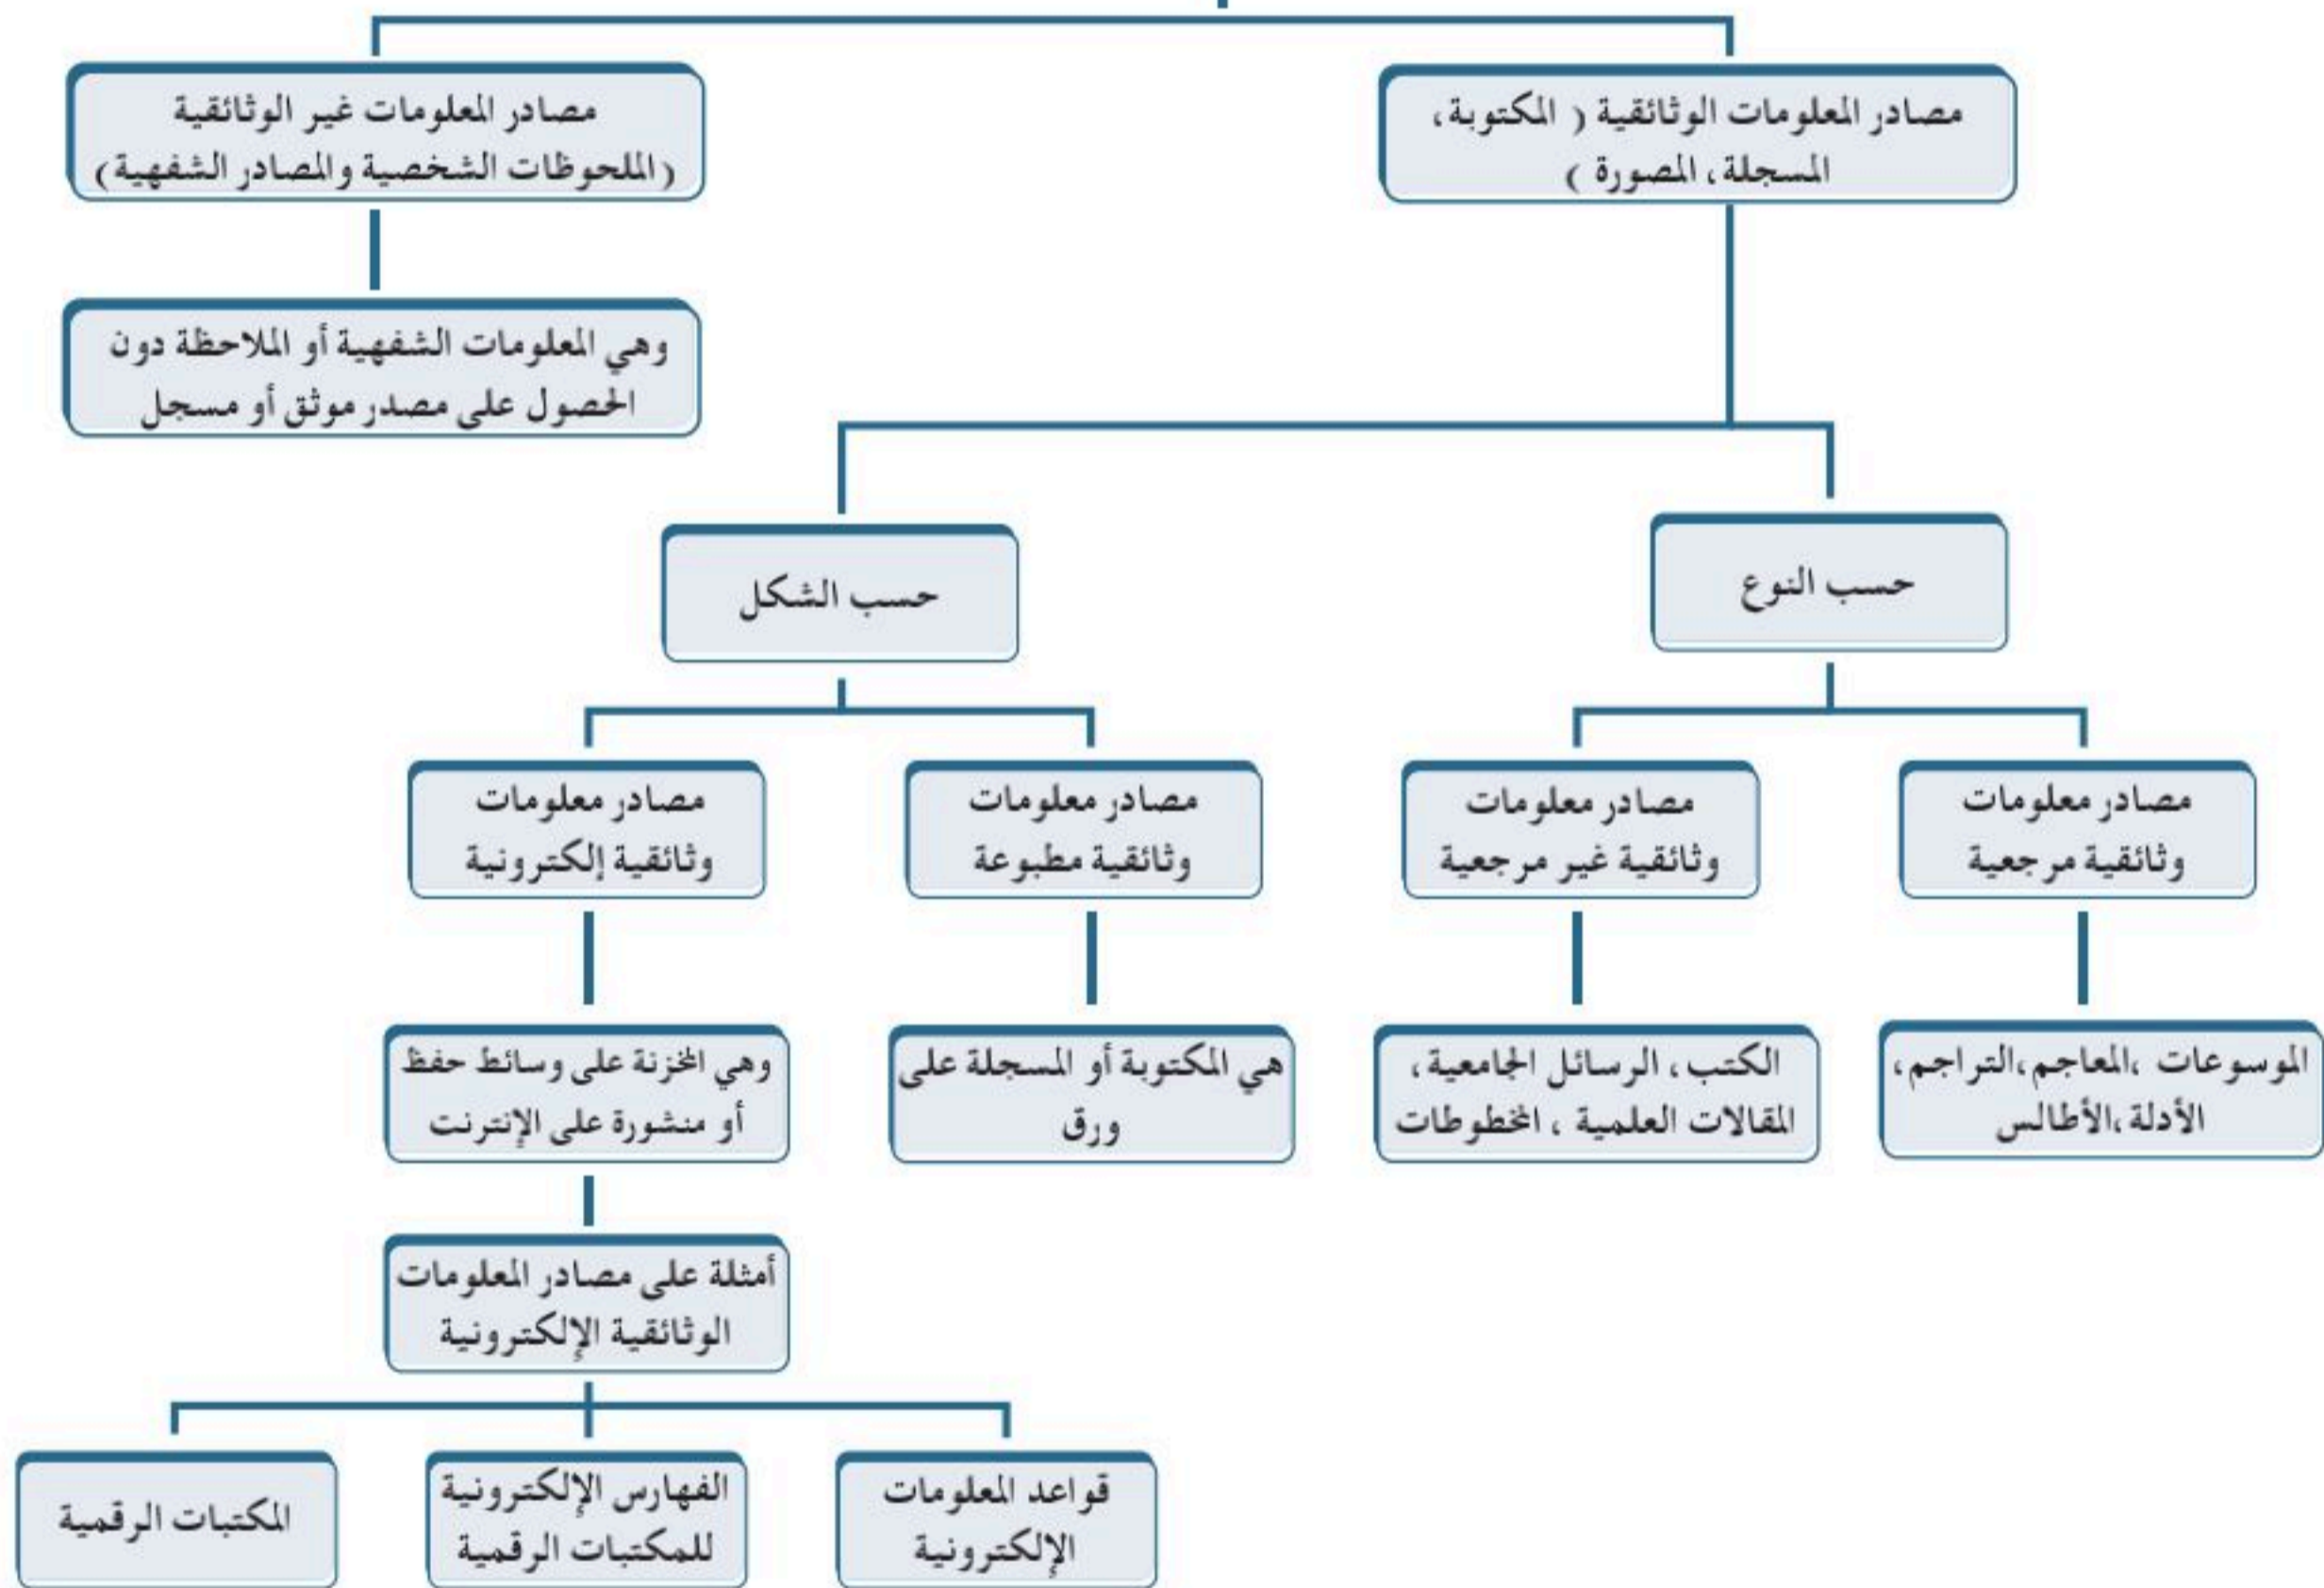 مصادر المعلومات الوثائقية ( المكتوبة،
المسجلة، المصورة )
مصادر المعلومات غير الوثائقية
(الملحوظات الشخصية والمصادر الشفهية)
وهي المعلومات الشفهية أو الملاحظة دون
الحصول على مصدر موثق أو مسجل
حسب النوع
حسب الشكل
مصادر معلومات
وثائقية مرجعية
مصادر معلومات
وثائقية غير مرجعية
مصادر معلومات
وثائقية مطبوعة
مصادر معلومات
وثائقية إلكترونية
الموسوعات ،المعاجم،التراجم،
الأدلة،الأطالس
الكتب، الرسائل الجامعية،
المقالات العلمية ، المخطوطات
هي المكتوبة أو المسجلة على
ورق
وهي المخزنة على وسائط حفظ
أو منشورة على الإنترنت
أمثلة على مصادر المعلومات
الوثائقية الإلكترونية
قواعد المعلومات
الإلكترونية
الفهارس الإلكترونية
للمكتبات الرقمية
المكتبات الرقمية